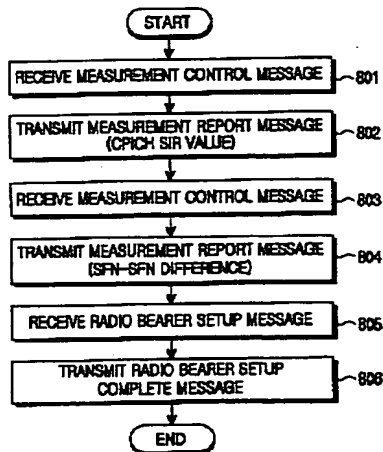 START
RECEIVE MEASUREMENT CONTROL MESSAGE
801
TRANSMIT MEASUREMENT REPORT MESSAGE
(CPICH SIR VALUE)
802
RECEIVE MEASUREMENT CONTROL MESSAGE
803
TRANSMIT MEASUREMENT REPORT MESSAGE
(SFN-SFN DIFFERENCE)
804
RECEIVE RADIO BEARER SETUP MESSAGE
805
TRANSMIT RADIO BEARER SETUP
COMPLETE MESSAGE
806
END